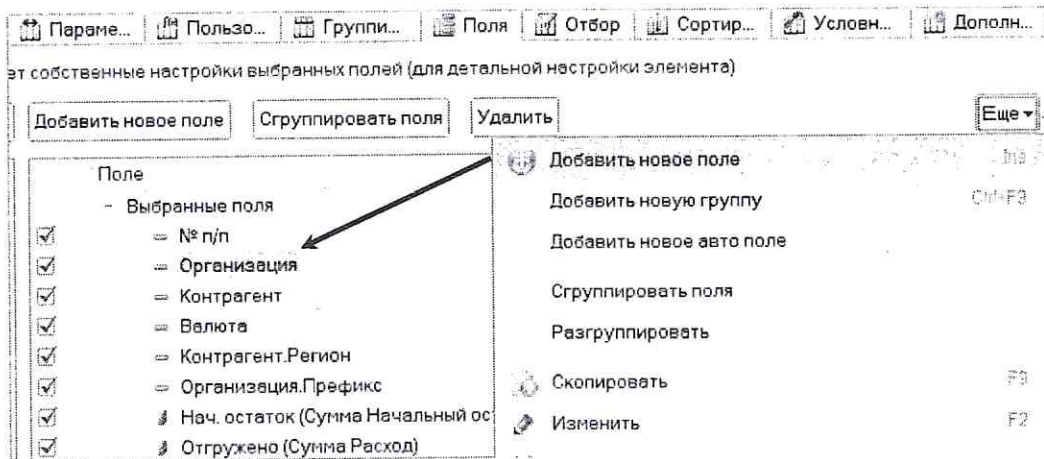 Параме... Пользо... Группи... Поля Отбор Сортир... Условн... Дополн...
ет собственные настройки выбранных полей (для детальной настройки элемента)
Добавить новое поле Сгруппировать поля Удалить Еще
Поле
Выбранные поля
№ п/п
Организация
Контрагент
Валюта
Контрагент.Регион
Организация.Префикс
Нач. остаток (Сумма Начальный ос
Отгружено (Сумма Расход)
Добавить новое поле Ins
Добавить новую группу Ctrl+F9
Добавить новое авто поле
Сгруппировать поля
Разгруппировать
Скопировать F9
Изменить F2